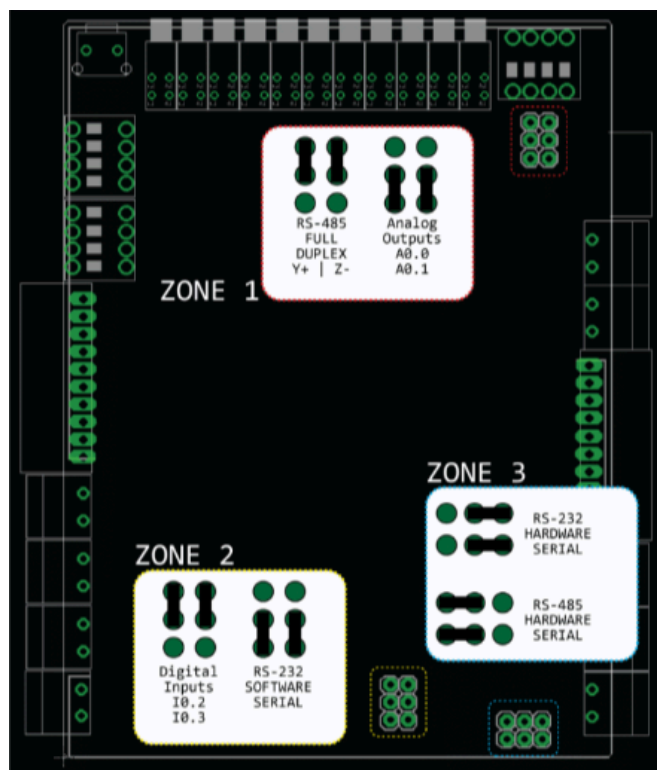 RS-485
FULL
DUPLEX
Y+ | Z-
Analog
Outputs
A0.0
A0.1
ZONE 1
ZONE 3
RS-232
HARDWARE
SERIAL
RS-485
HARDWARE
SERIAL
ZONE 2
Digital
Inputs
I0.2
I0.3
RS-232
SOFTWARE
SERIAL